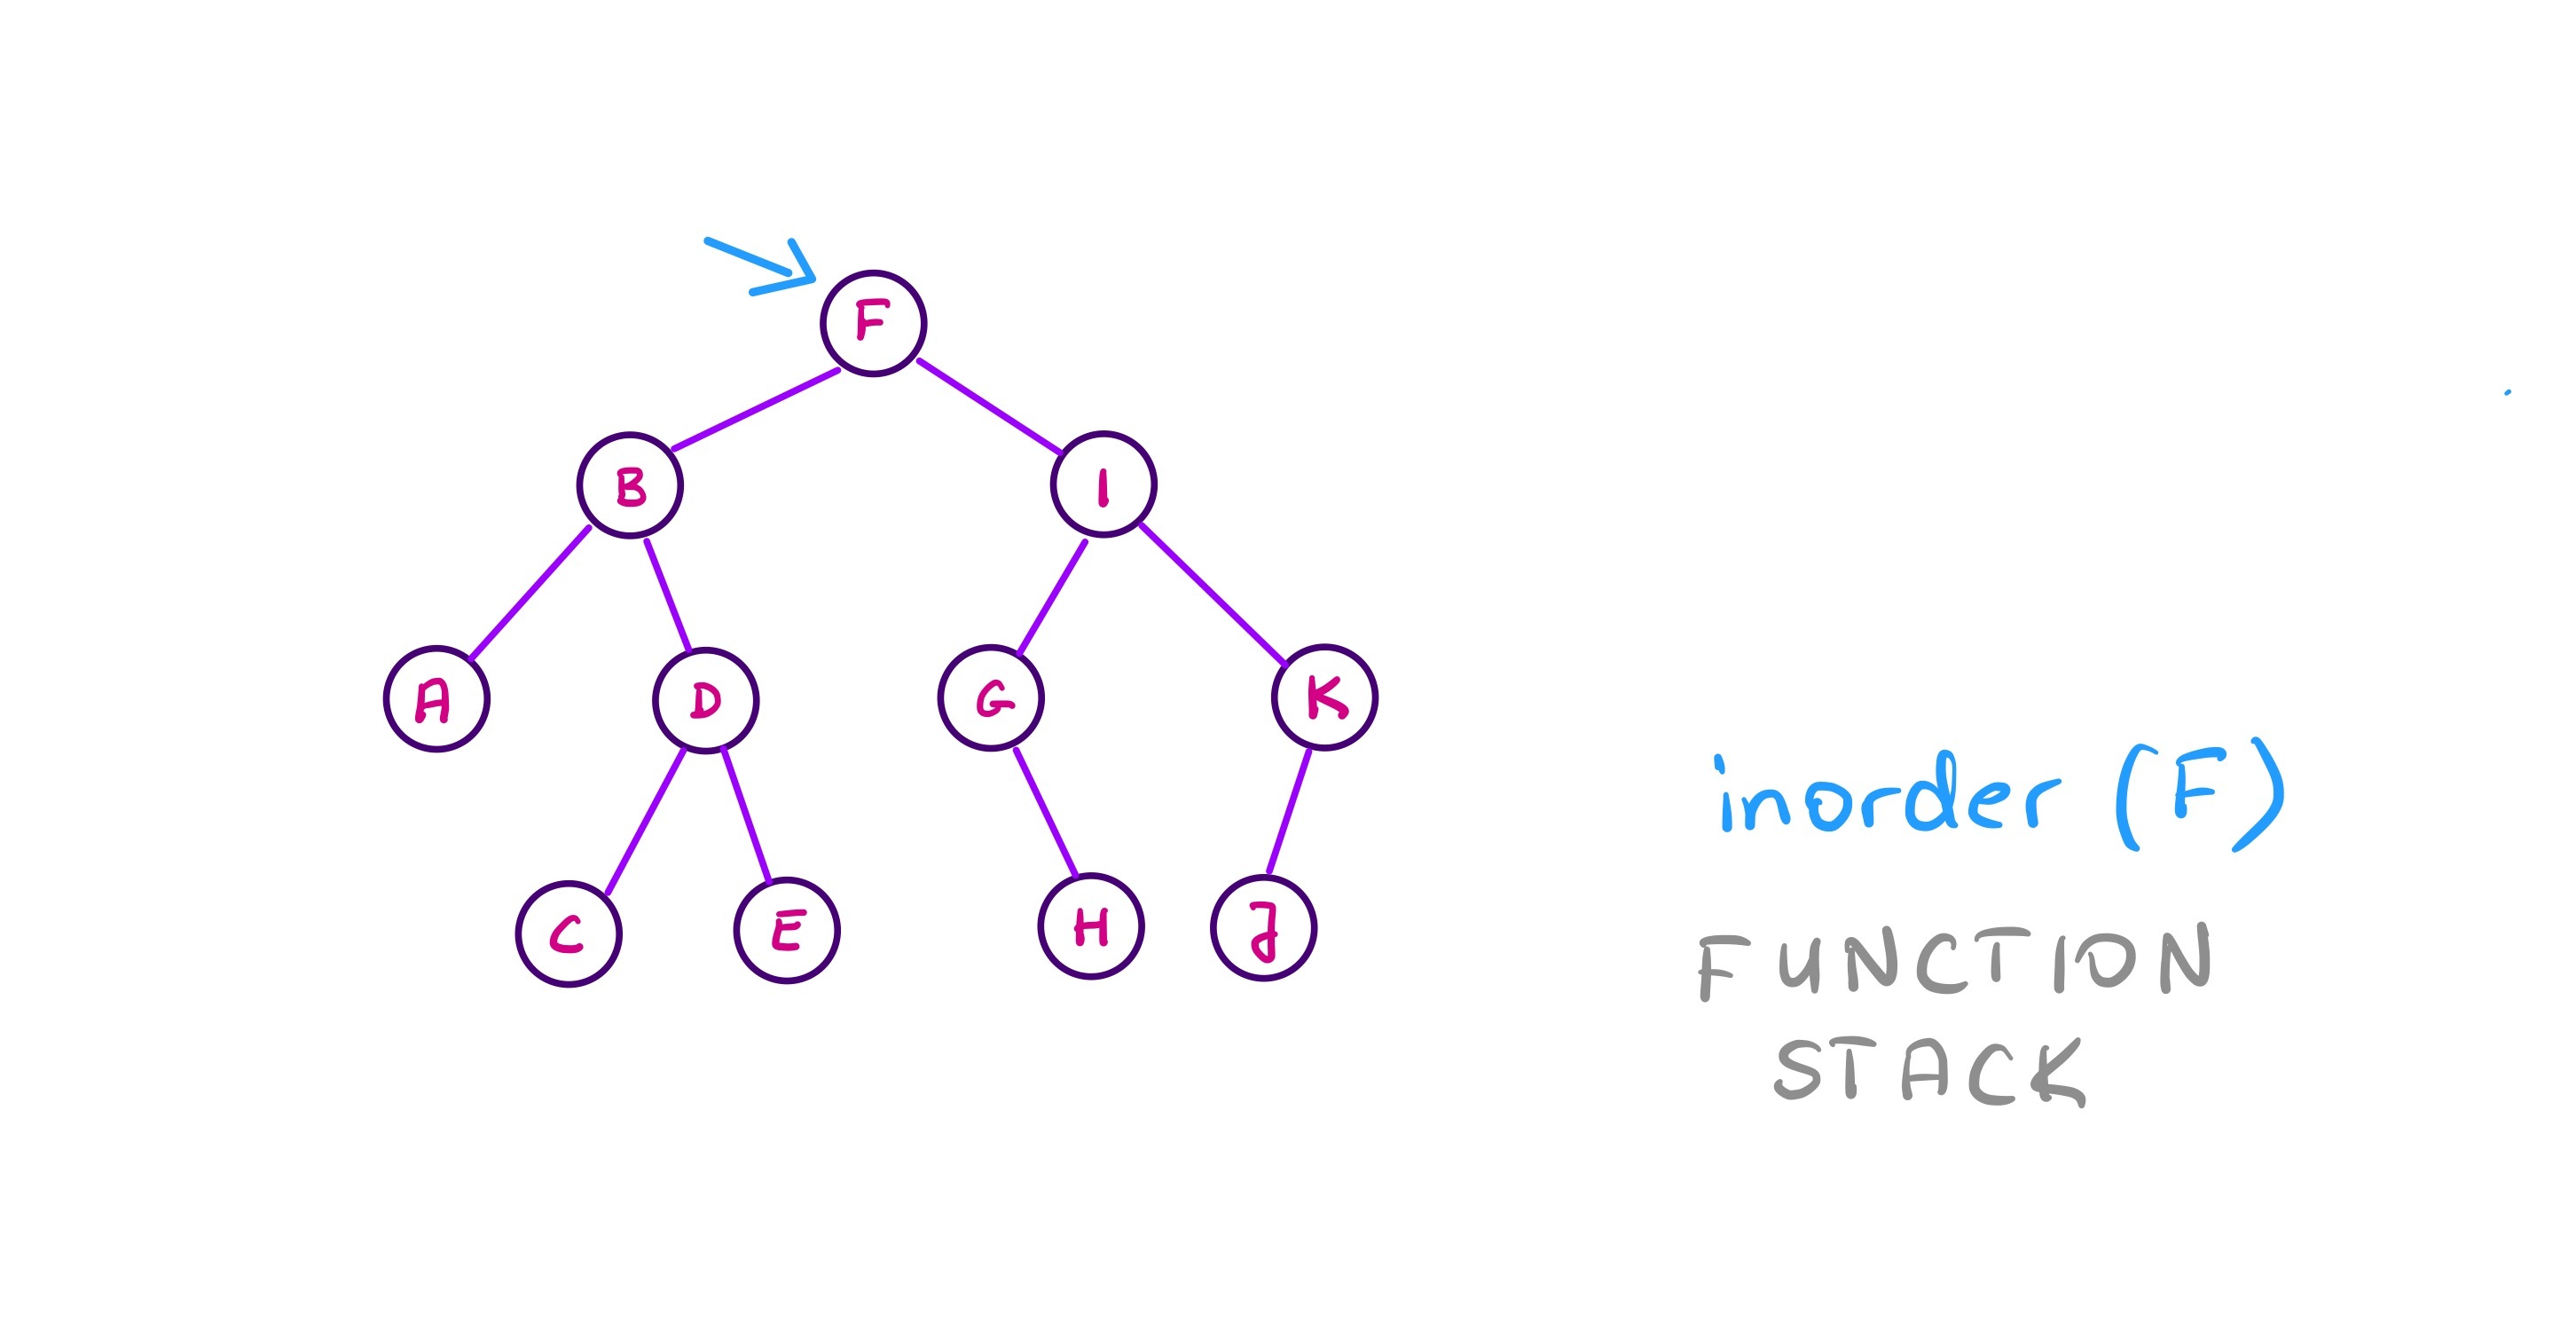 F
B I
A D G K
C E H J
inorder (F)
FUNCTION
STACK